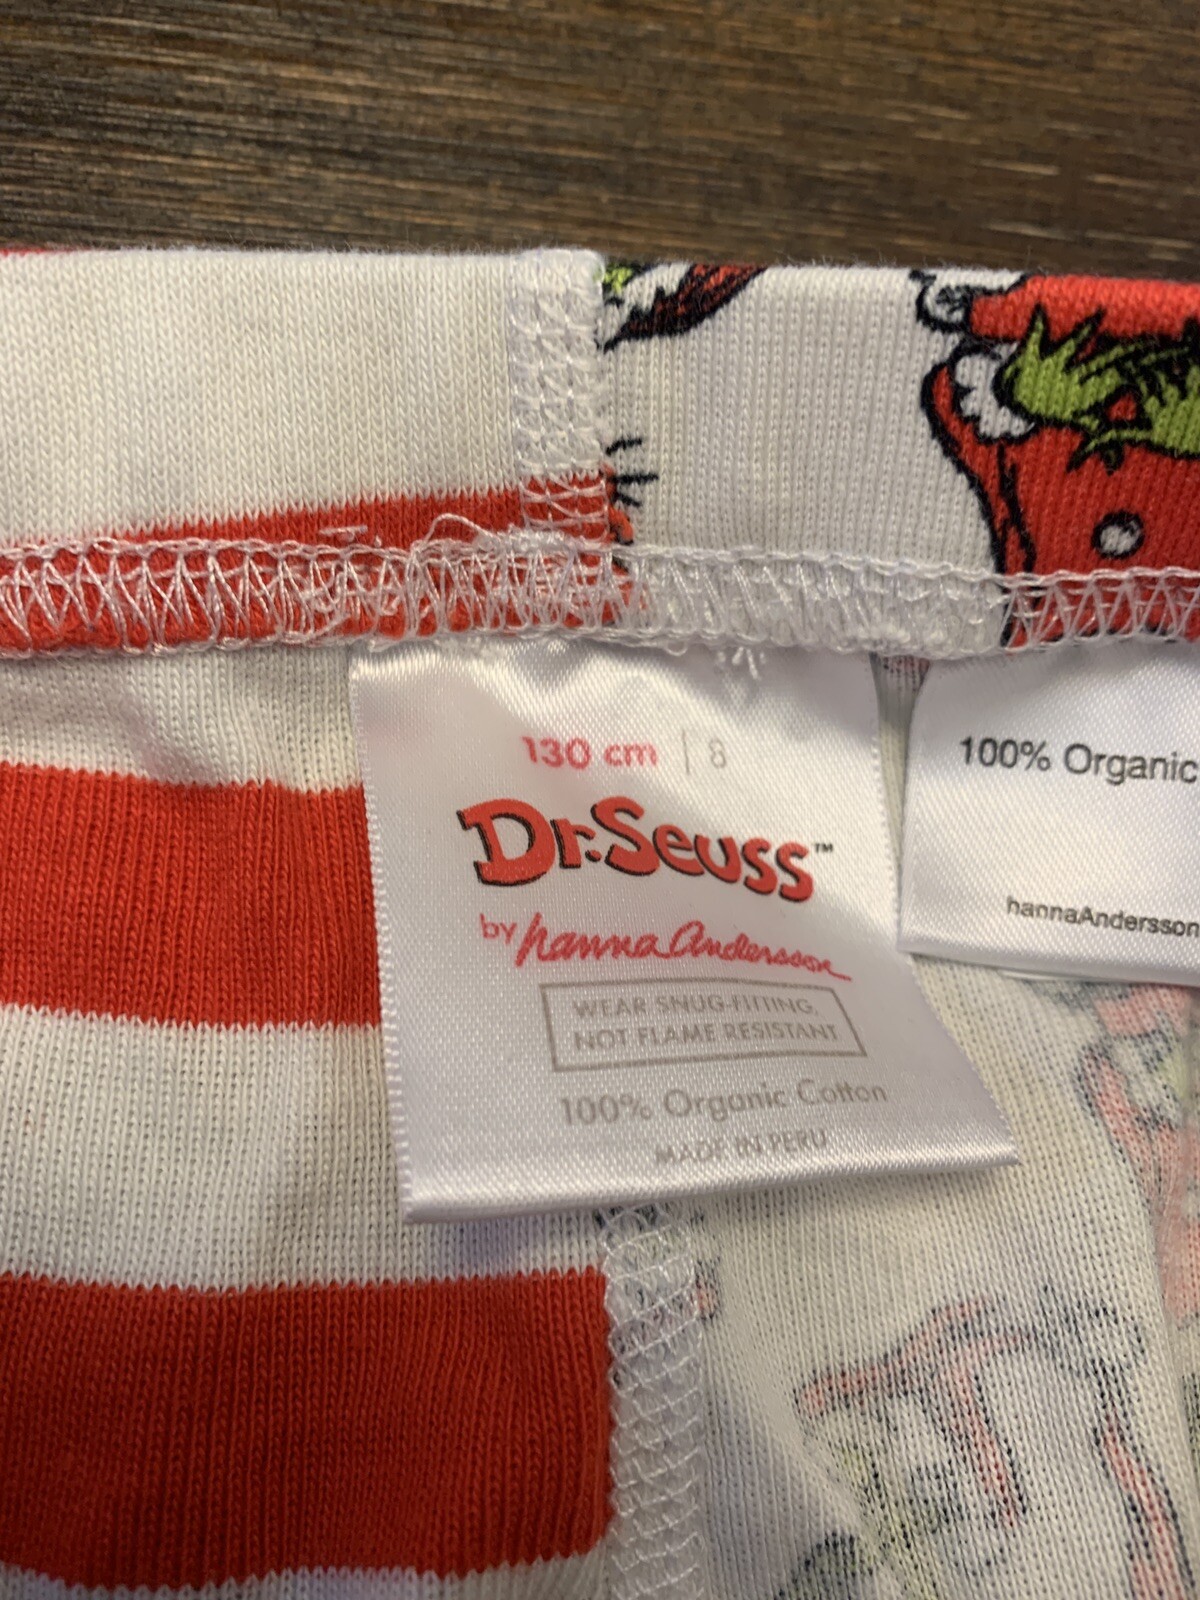 130 cm | 8
Dr. Seuss™
by hanna Andersson
WEAR SNUG-FITTING,
NOT FLAME RESISTANT
100% Organic Cotton
MADE IN PERU
100% Organic
hannaAndersson